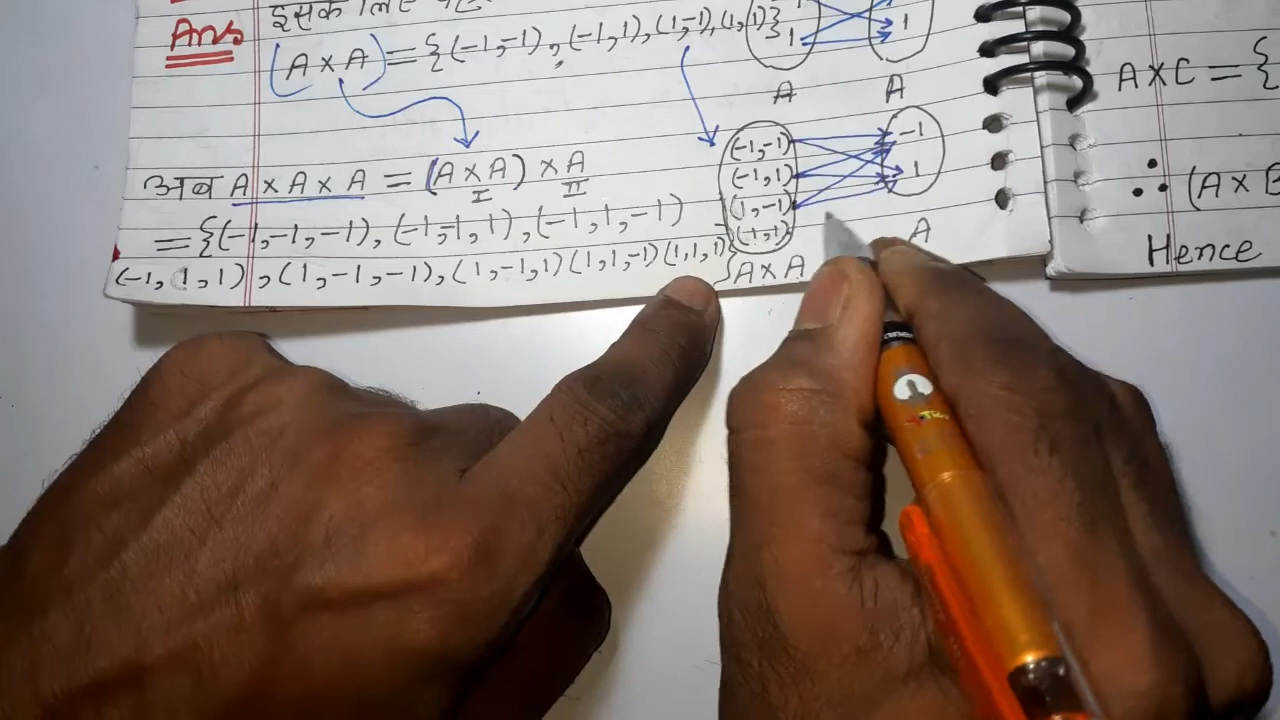 इसके लिए
Ans
(A × A) = {(-1,-1), (-1,1), (1,-1), (1,1)}
1
1
A
A
अब A × A × A = (A × A) × A
I
II
= {(-1,-1,-1), (-1,-1,1), (-1,1,-1)
(-1,1,1), (1,-1,-1), (1,-1,1) (1,1,-1) (1,1,1)}
(-1,-1)
(-1,1)
(1,-1)
(1,1)
A × A
-1
1
A
A × C = {
∴ (A × B
Hence